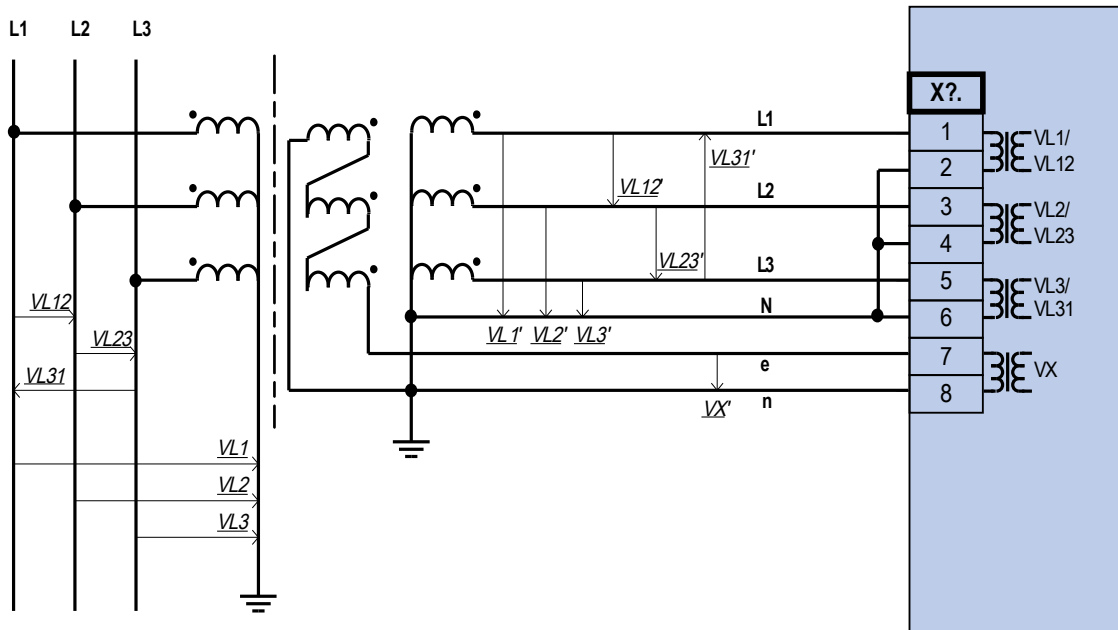 L1 L2 L3
X?.
L1
1
VL1/
VL12
VL31'
2
VL12'
L2
3
VL2/
VL23
4
VL23'
L3
5
VL3/
VL31
VL12
N
6
VL1' VL2' VL3'
VL23
7
VX
e
VL31
8
n
VX'
VL1
VL2
VL3